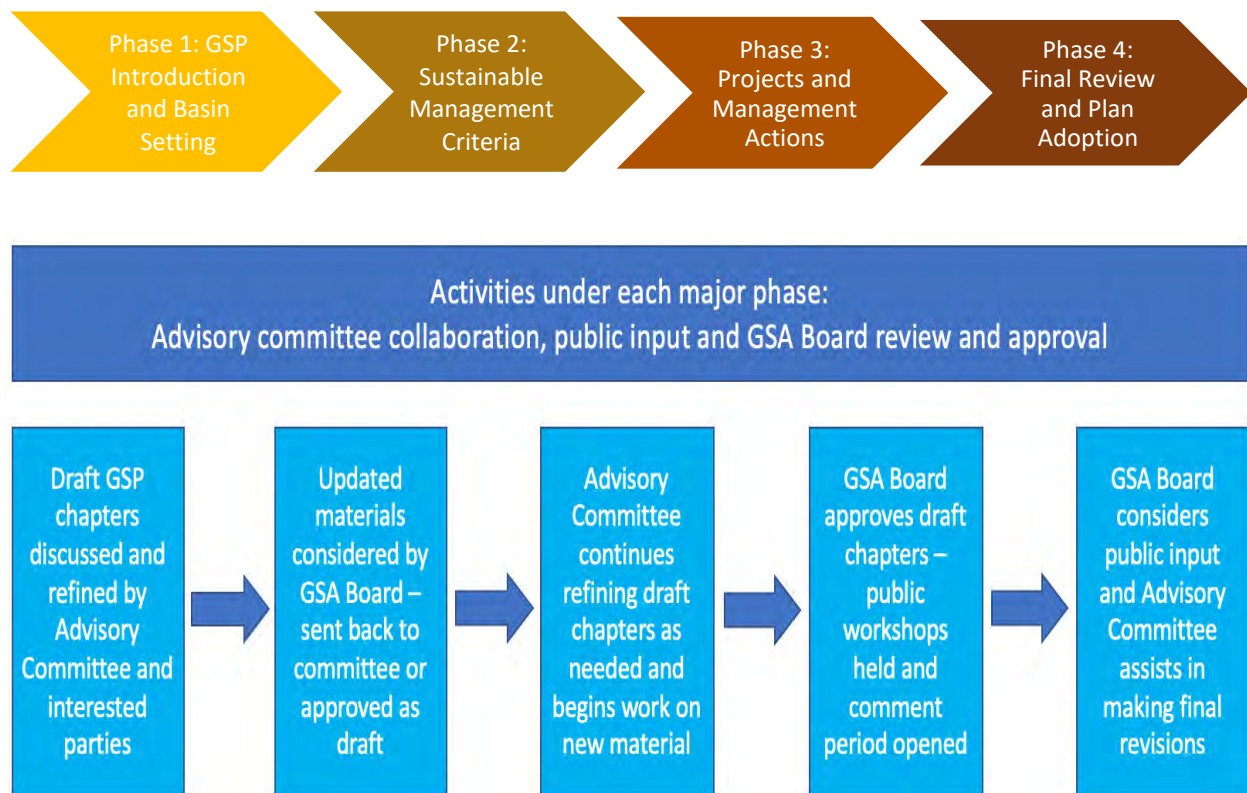 Phase 1: GSP
Introduction
and Basin
Setting
Phase 2:
Sustainable
Management
Criteria
Phase 3:
Projects and
Management
Actions
Phase 4:
Final Review
and Plan
Adoption
Activities under each major phase:
Advisory committee collaboration, public input and GSA Board review and approval
Draft GSP
chapters
discussed and
refined by
Advisory
Committee and
interested
parties
Updated
materials
considered by
GSA Board –
sent back to
committee or
approved as
draft
Advisory
Committee
continues
refining draft
chapters as
needed and
begins work on
new material
GSA Board
approves draft
chapters –
public
workshops
held and
comment
period opened
GSA Board
considers
public input
and Advisory
Committee
assists in
making final
revisions